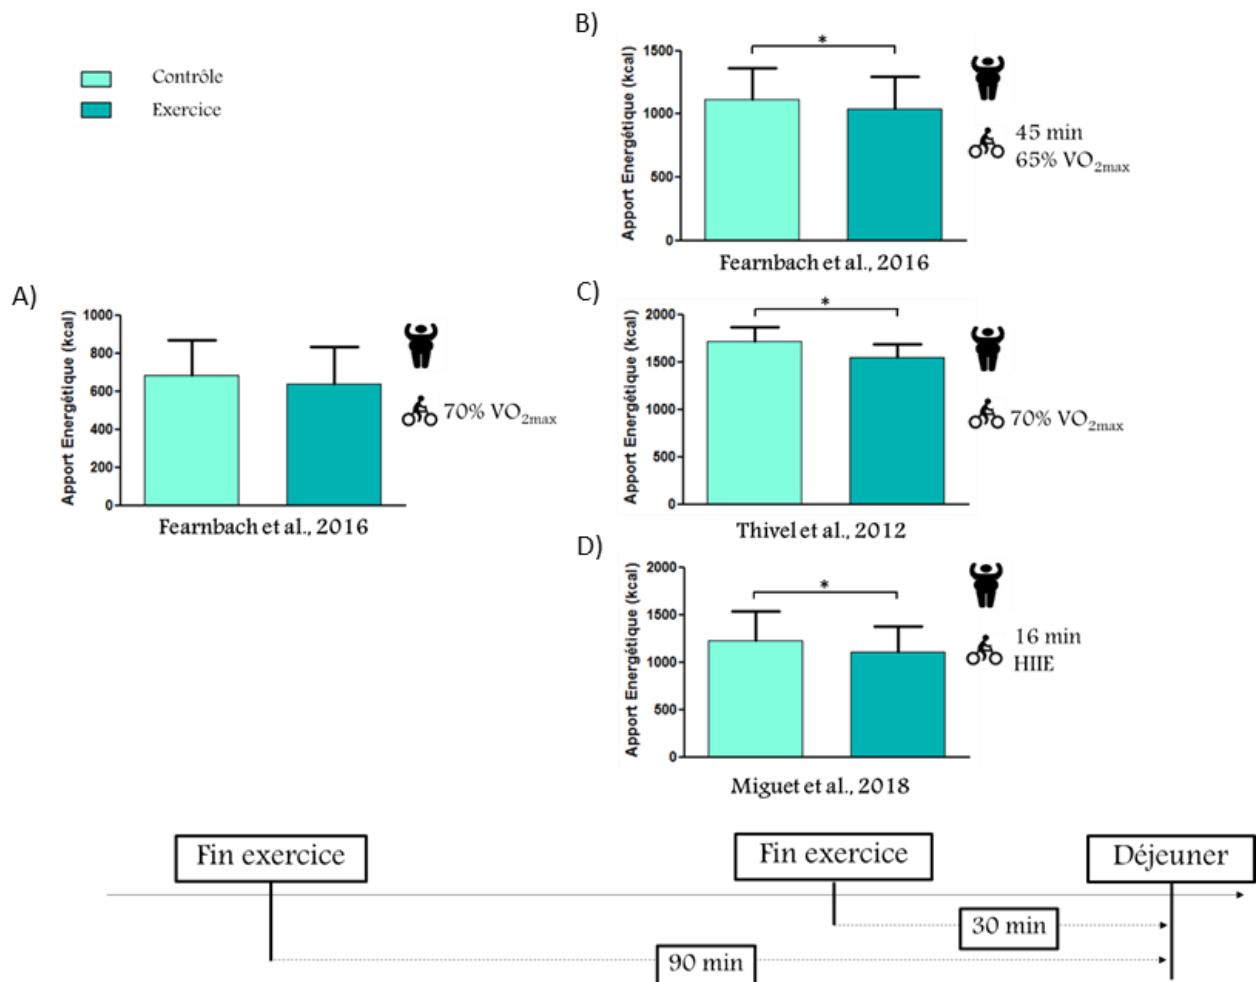 B)
Contrôle
Exercice
Apport Energétique (kcal)
1500
1000
500
0
*
45 min
65% VO2max
Fearnbach et al., 2016
A)
Apport Energétique (kcal)
1000
800
600
400
200
0
70% VO2max
Fearnbach et al., 2016
C)
Apport Energétique (kcal)
2000
1500
1000
500
0
*
70% VO2max
Thivel et al., 2012
D)
Apport Energétique (kcal)
2000
1500
1000
500
0
*
16 min
HIIE
Miguet et al., 2018
Fin exercice
Fin exercice
Déjeuner
30 min
90 min